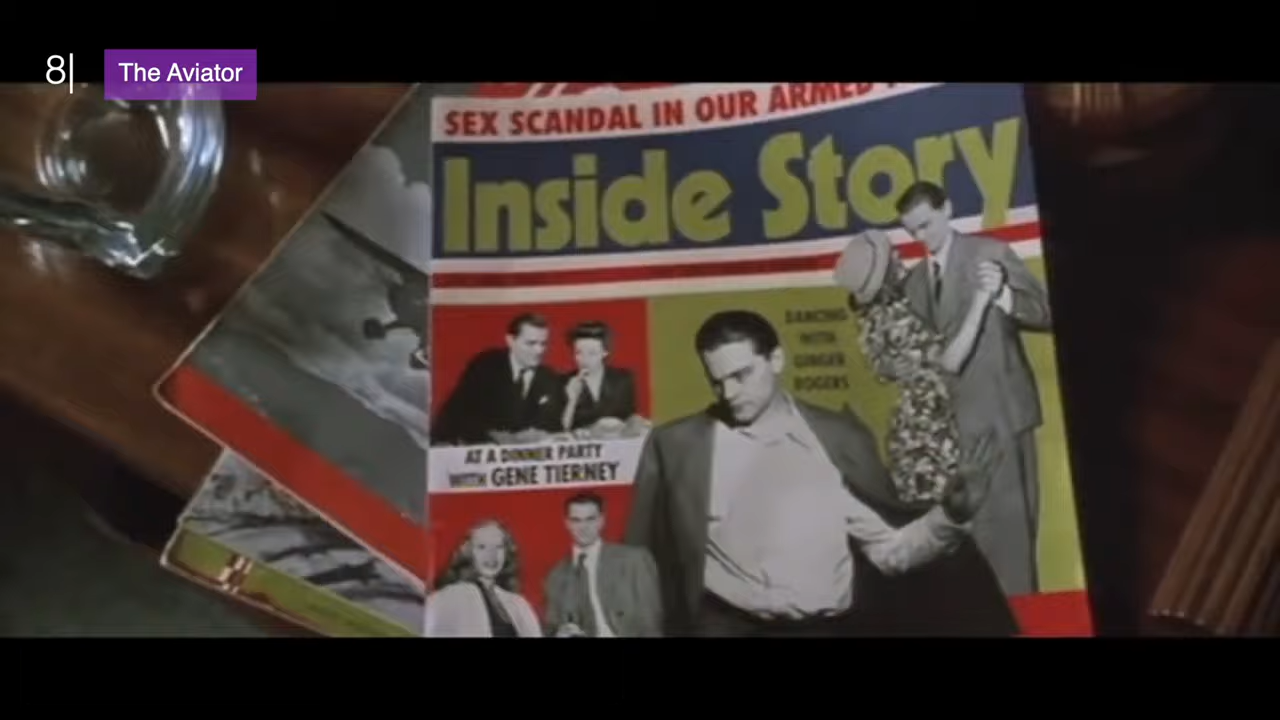 8|
The Aviator
SEX SCANDAL IN OUR ARMED
Inside Story
DANCING
WITH
GINGER
ROGERS
AT A DINNER PARTY
WITH GENE TIERNEY